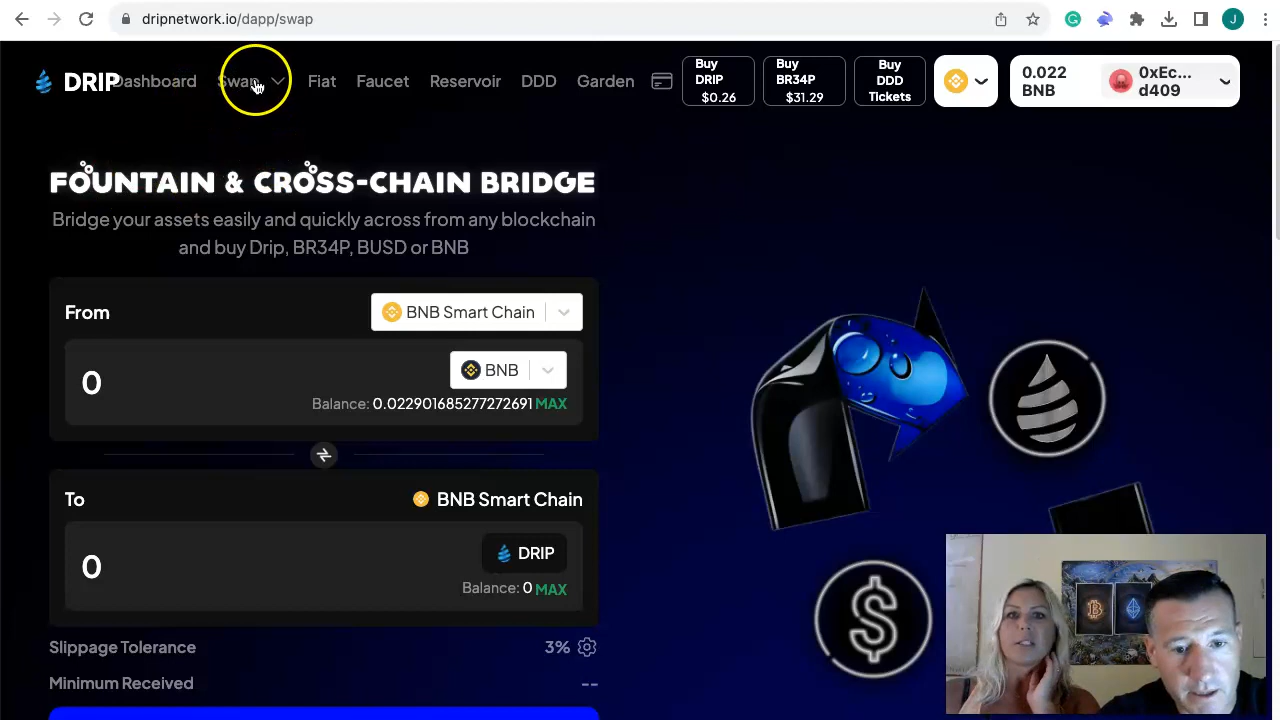 dripnetwork.io/dapp/swap
J
DRIP
Dashboard
Swap
Fiat
Faucet
Reservoir
DDD
Garden
Buy
DRIP
$0.26
Buy
BR34P
$31.29
Buy
DDD
Tickets
0.022
BNB
0xEc...
d409
FOUNTAIN & CROSS-CHAIN BRIDGE
Bridge your assets easily and quickly across from any blockchain
and buy Drip, BR34P, BUSD or BNB
From
BNB Smart Chain
0
BNB
Balance: 0.022901685277272691 MAX
To
BNB Smart Chain
0
DRIP
Balance: 0 MAX
Slippage Tolerance
3%
Minimum Received
--